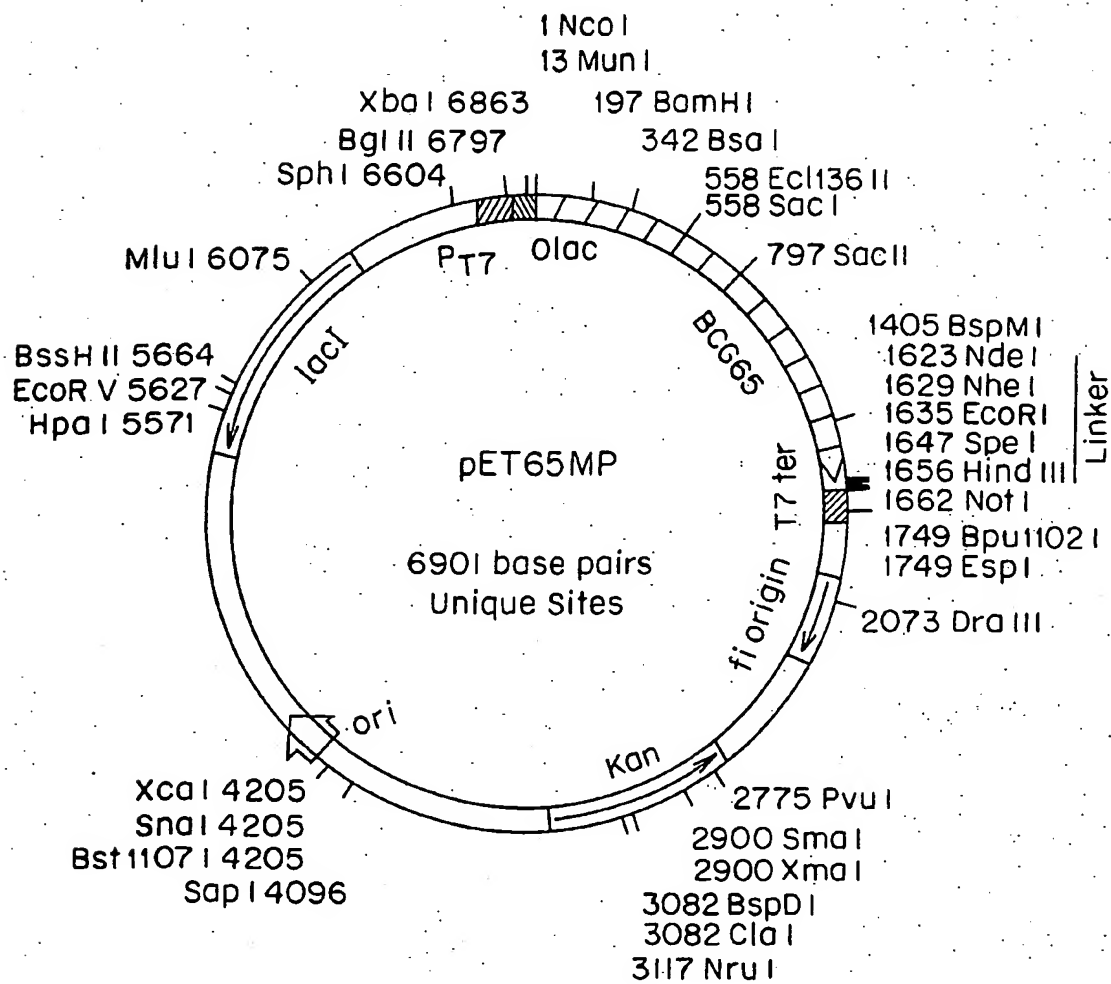 1 Nco I
13 Mun I
Xba I 6863
197 BamH I
Bgl II 6797
342 Bsa I
Sph I 6604
558 Ecl136 II
558 Sac I
PT7
Olac
797 Sac II
Mlu I 6075
lacI
BCG65
BssH II 5664
EcoR V 5627
Hpa I 5571
1405 BspM I
1623 Nde I
1629 Nhe I
1635 EcoR I
1647 Spe I
1656 Hind III
Linker
1662 Not I
1749 Bpu1102 I
1749 Esp I
pET65MP
6901 base pairs
Unique Sites
T7 ter
fi origin
2073 Dra III
ori
Kan
Xca I 4205
Sna I 4205
Bst1107 I 4205
Sap I 4096
2775 Pvu I
2900 Sma I
2900 Xma I
3082 BspD I
3082 Cla I
3117 Nru I